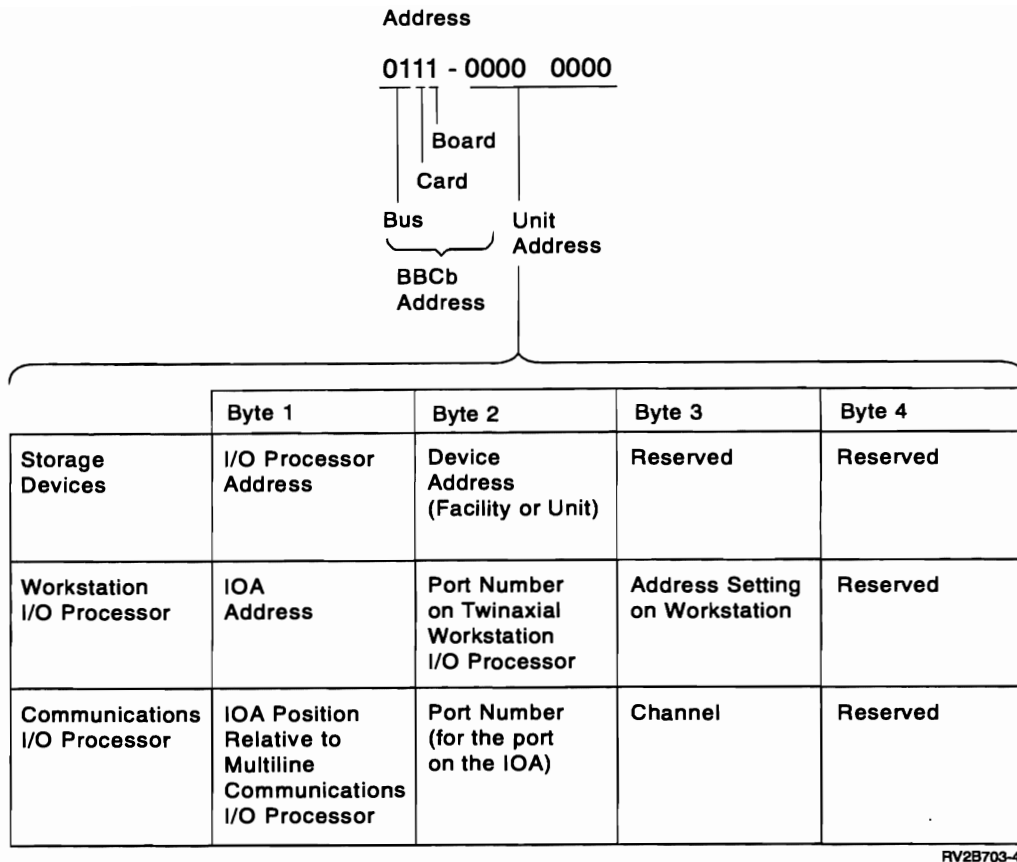 Address
0111 - 0000 0000
Board
Card
Bus
Unit
Address
BBCb
Address
Byte 1
Byte 2
Byte 3
Byte 4
Storage
Devices
I/O Processor
Address
Device
Address
(Facility or Unit)
Reserved
Reserved
Workstation
I/O Processor
IOA
Address
Port Number
on Twinaxial
Workstation
I/O Processor
Address Setting
on Workstation
Reserved
Communications
I/O Processor
IOA Position
Relative to
Multiline
Communications
I/O Processor
Port Number
(for the port
on the IOA)
Channel
Reserved
RV2B703-4